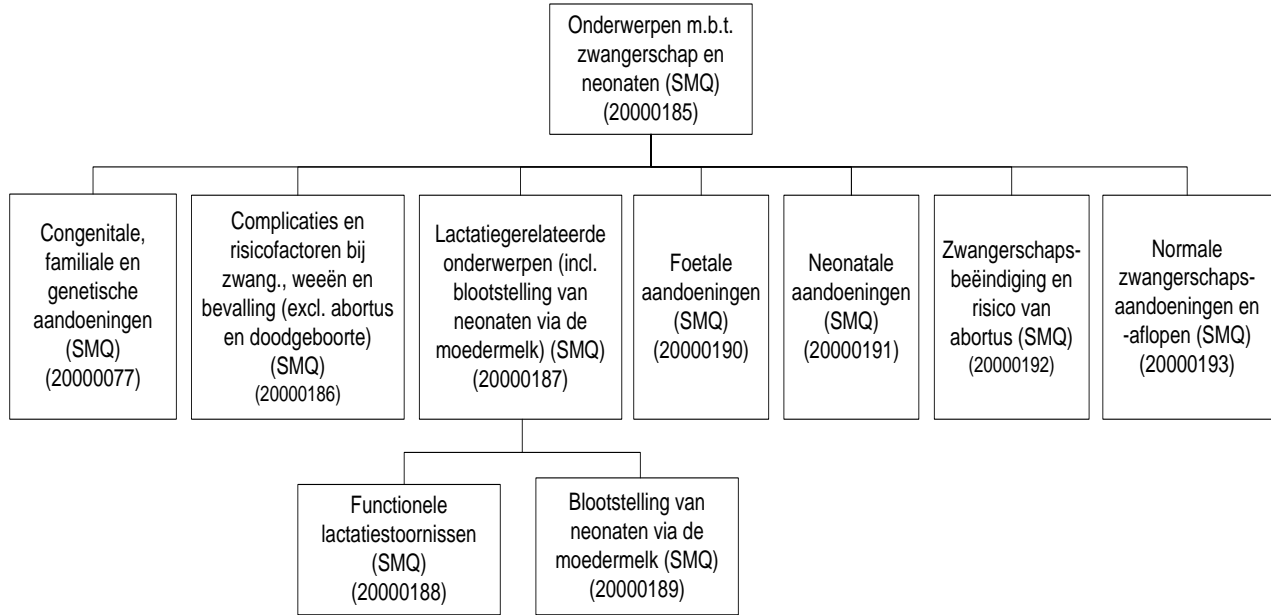 Onderwerpen m.b.t.
zwangerschap en
neonaten (SMQ)
(20000185)
Congenitale,
familiale en
genetische
aandoeningen
(SMQ)
(20000077)
Complicaties en
risicofactoren bij
zwang., weeën en
bevalling (excl. abortus
en doodgeboorte)
(SMQ)
(20000186)
Lactatiegerelateerde
onderwerpen (incl.
blootstelling van
neonaten via de
moedermelk) (SMQ)
(20000187)
Foetale
aandoeningen
(SMQ)
(20000190)
Neonatale
aandoeningen
(SMQ)
(20000191)
Zwangerschaps-
beëindiging en
risico van
abortus (SMQ)
(20000192)
Normale
zwangerschaps-
aandoeningen en
-aflopen (SMQ)
(20000193)
Functionele
lactatiestoornissen
(SMQ)
(20000188)
Blootstelling van
neonaten via de
moedermelk (SMQ)
(20000189)